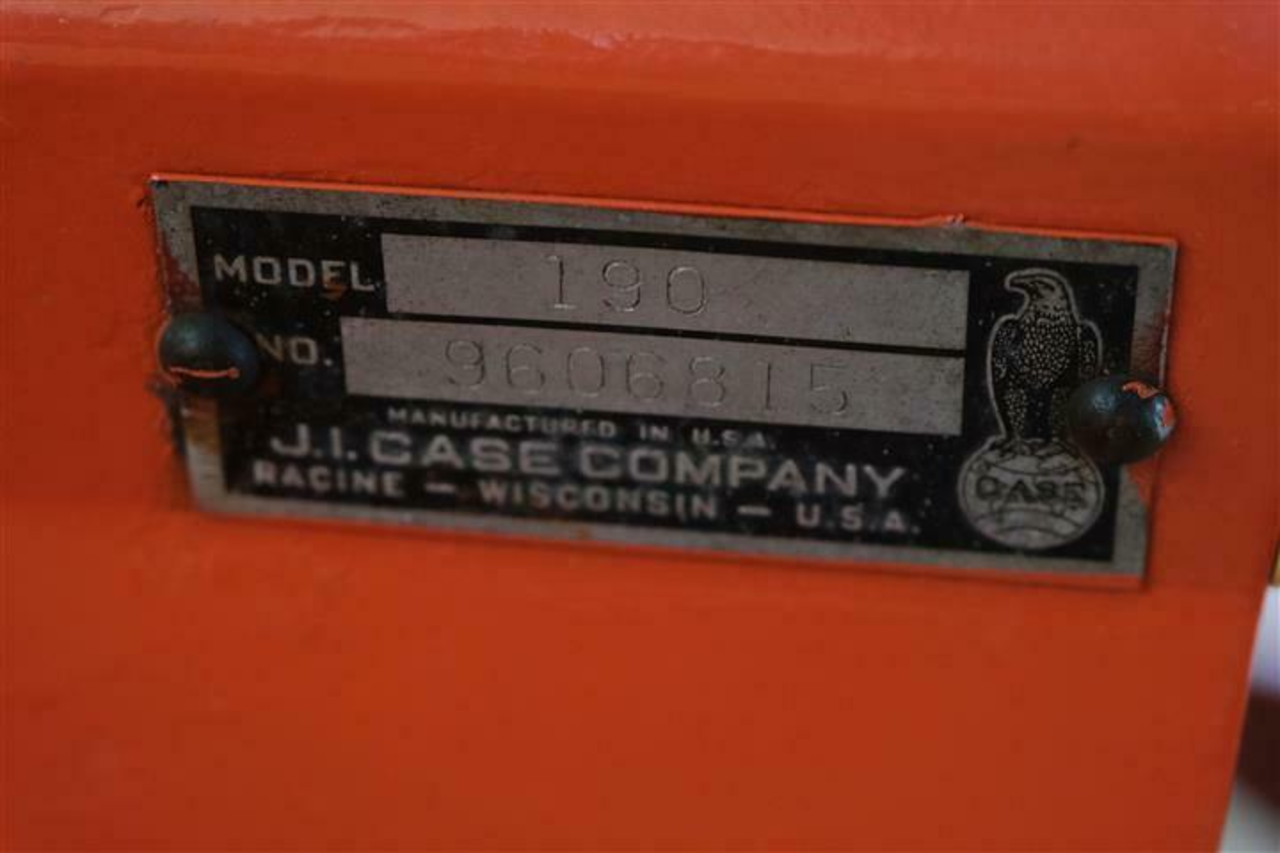 MODEL 190
NO. 9606815
MANUFACTURED IN U.S.A.
J.I. CASE COMPANY
RACINE — WISCONSIN — U.S.A.
CASE